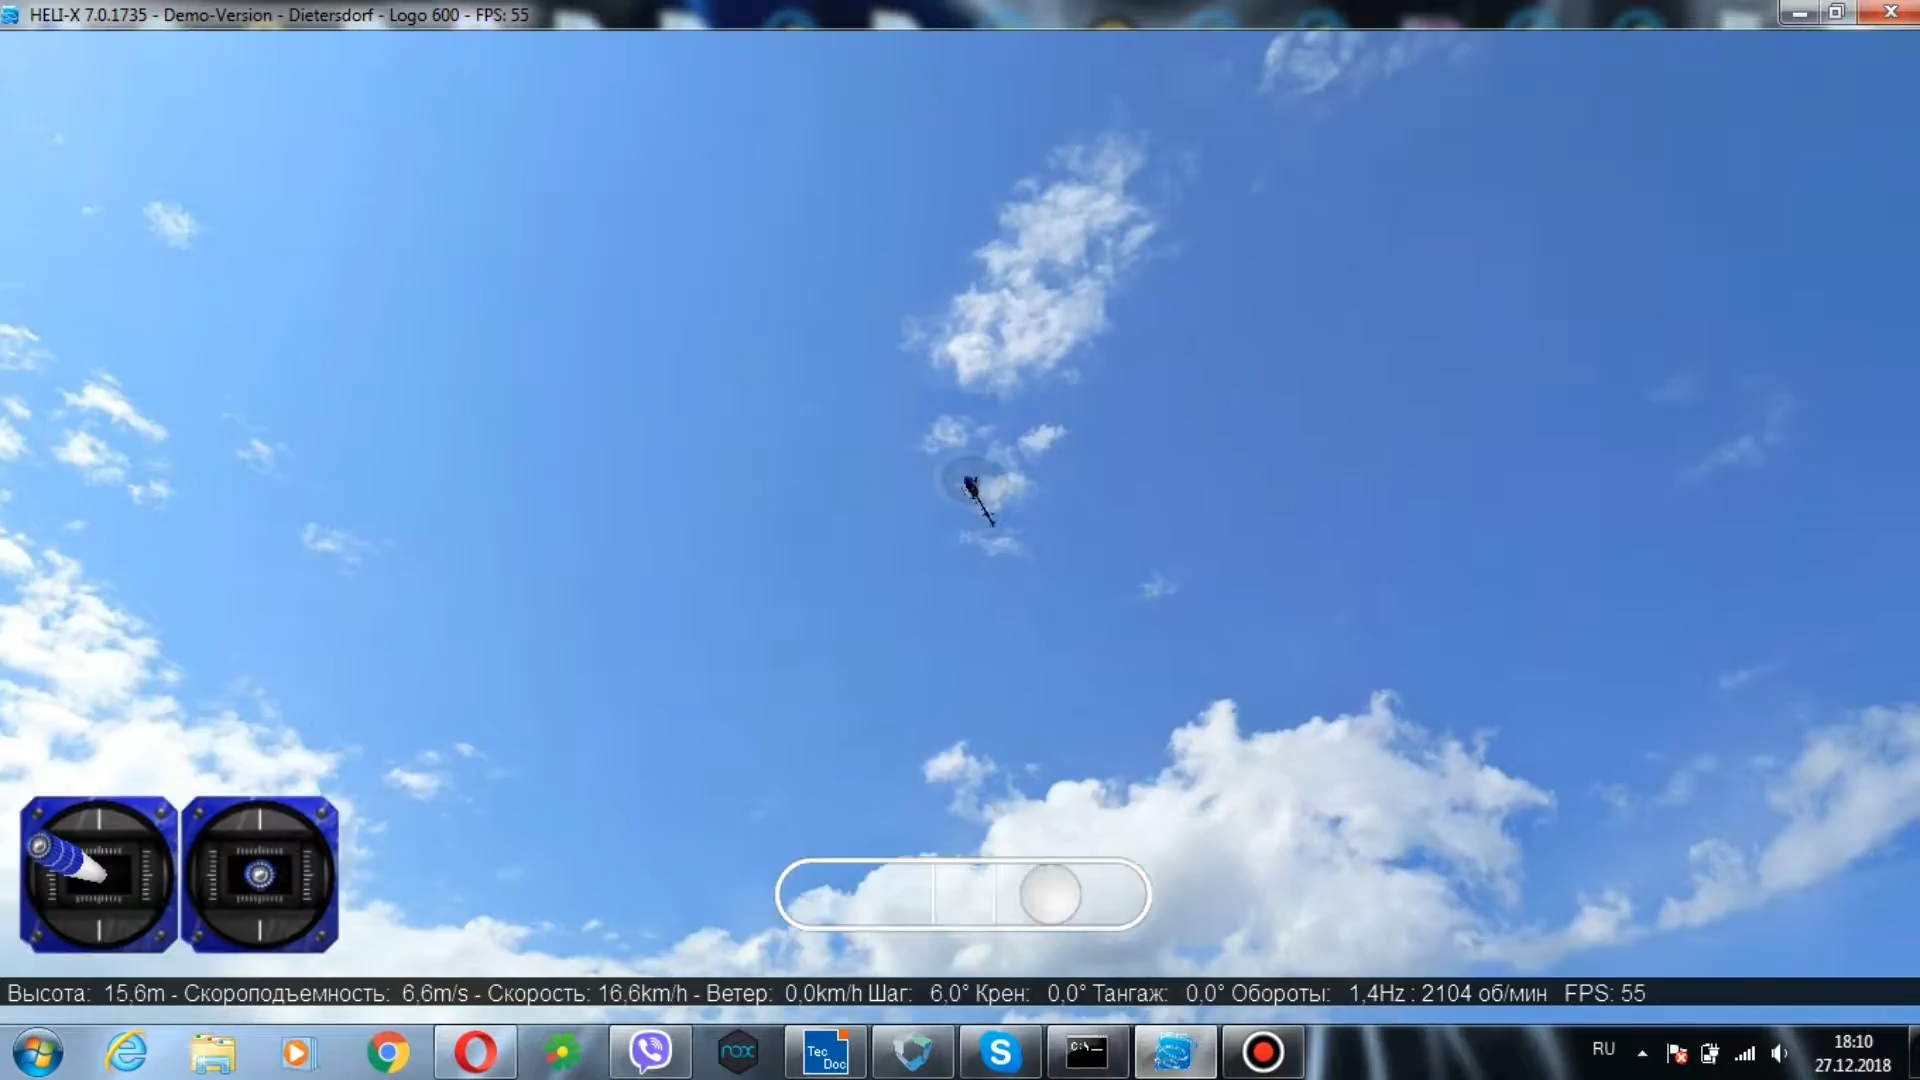 HELI-X 7.0.1735 - Demo-Version - Dietersdorf - Logo 600 - FPS: 55
Высота: 15,6m - Скороподъемность: 6,6m/s - Скорость: 16,6km/h - Ветер: 0,0km/h Шаг: 6,0° Крен: 0,0° Тангаж: 0,0° Обороты: 1,4Hz : 2104 об/мин FPS: 55
nox
Tec
Doc
C:\
RU
18:10
27.12.2018